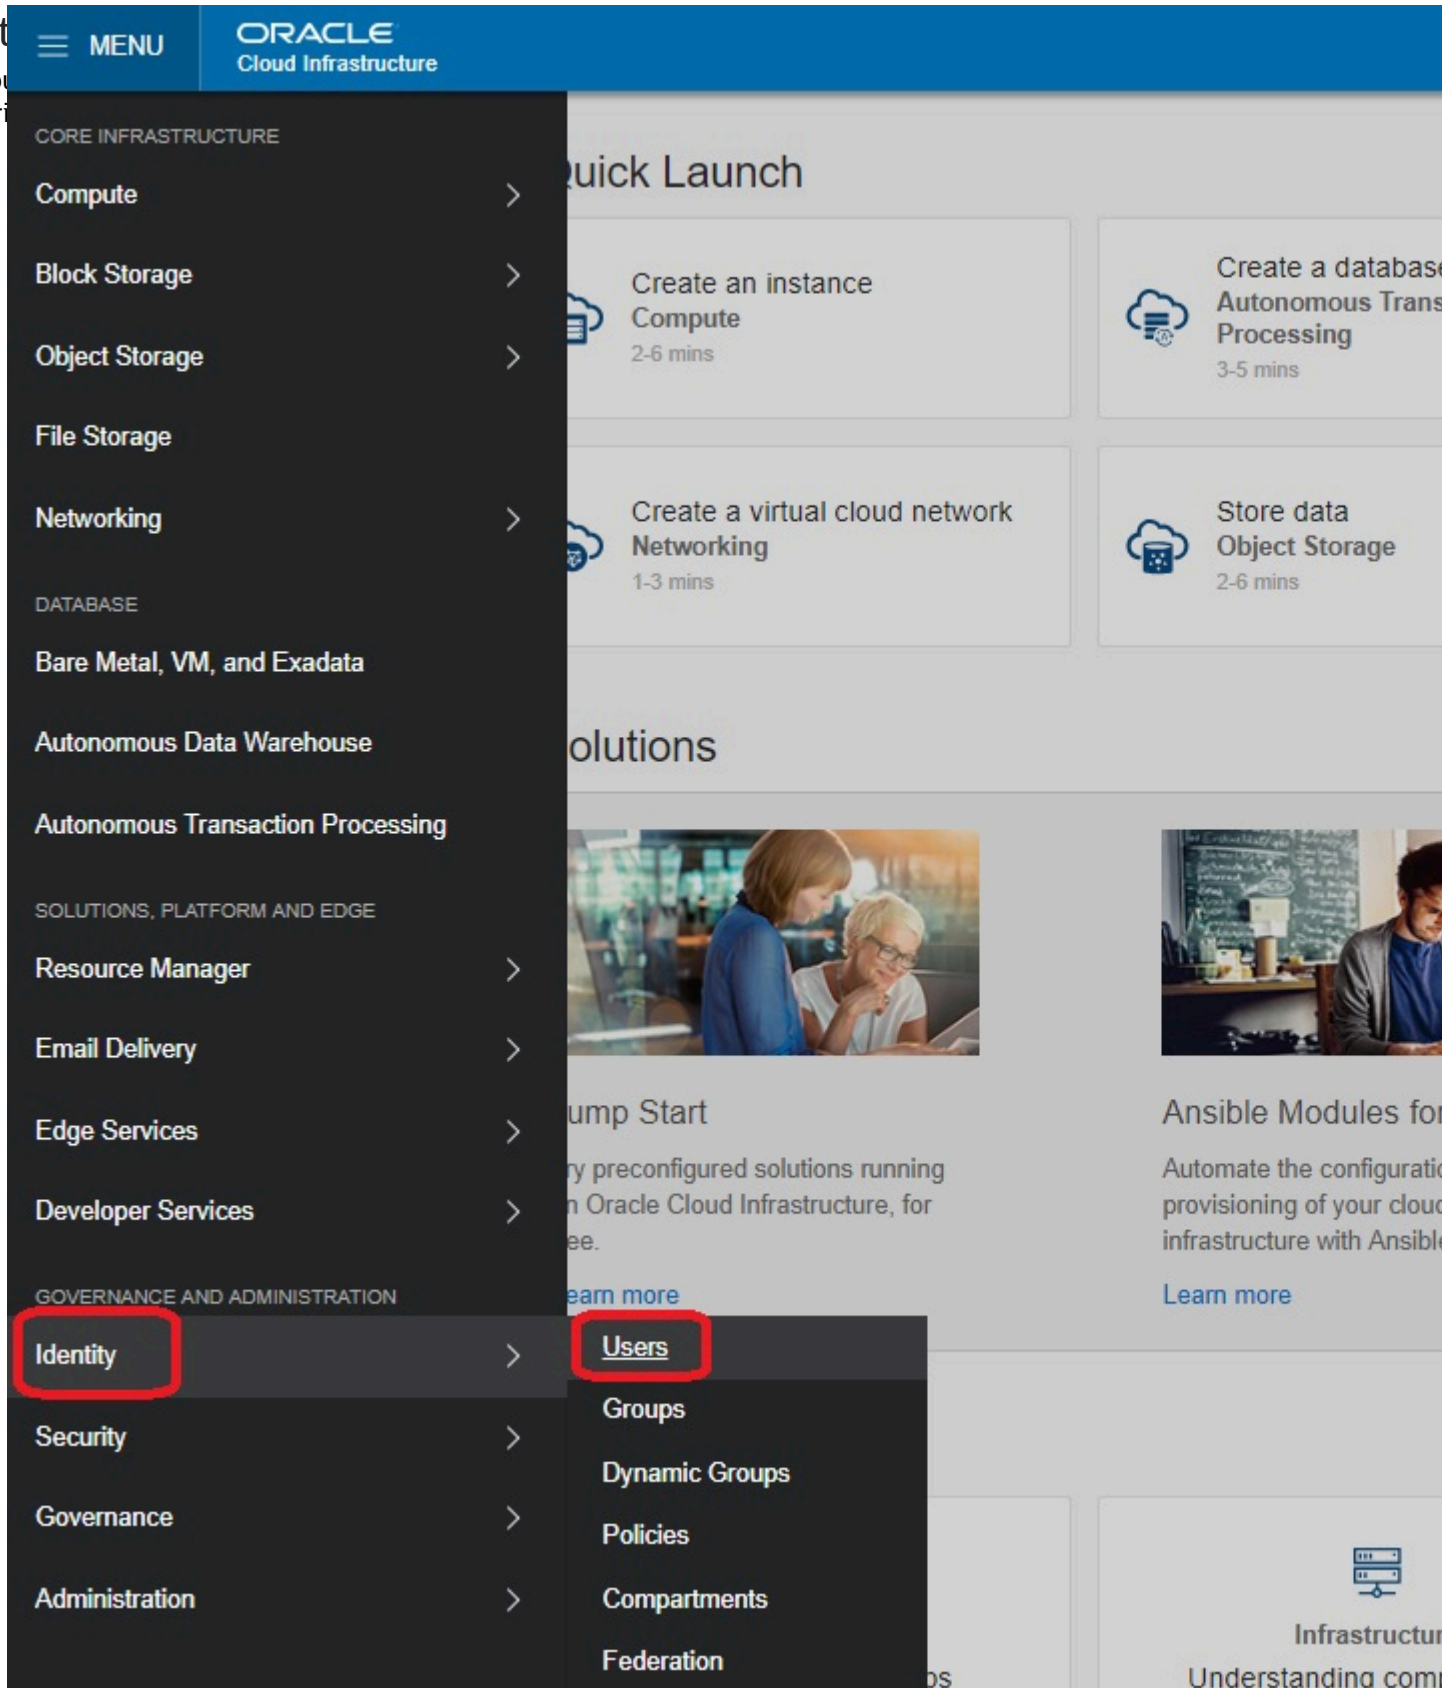 MENU
ORACLE
Cloud Infrastructure
CORE INFRASTRUCTURE
Compute
Block Storage
Object Storage
File Storage
Networking
DATABASE
Bare Metal, VM, and Exadata
Autonomous Data Warehouse
Autonomous Transaction Processing
SOLUTIONS, PLATFORM AND EDGE
Resource Manager
Email Delivery
Edge Services
Developer Services
GOVERNANCE AND ADMINISTRATION
Identity
Security
Governance
Administration
Users
Groups
Dynamic Groups
Policies
Compartments
Federation
uick Launch
Create an instance
Compute
2-6 mins
Create a database
Autonomous Trans
Processing
3-5 mins
Create a virtual cloud network
Networking
1-3 mins
Store data
Object Storage
2-6 mins
olutions
ump Start
ry preconfigured solutions running
n Oracle Cloud Infrastructure, for
ee.
earn more
Ansible Modules for
Automate the configuratio
provisioning of your cloud
infrastructure with Ansible
Learn more
Infrastructur
Understanding com